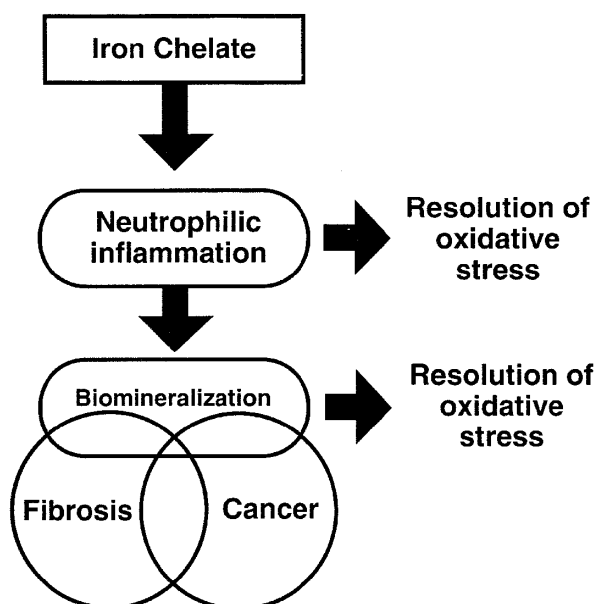 Iron Chelate
Neutrophilic
inflammation
Resolution of
oxidative
stress
Biomineralization
Resolution of
oxidative
stress
Fibrosis
Cancer